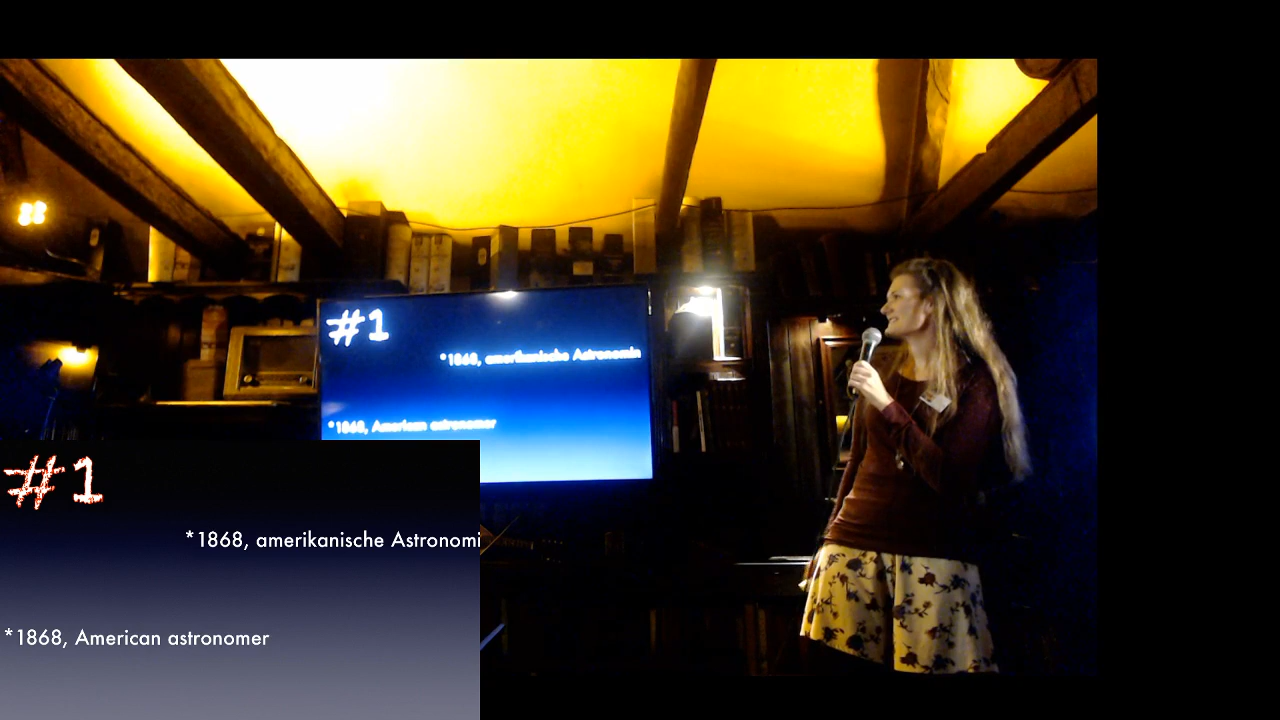 #1
*1868, amerikanische Astronomin
*1868, American astronomer
#1
*1868, amerikanische Astronomi
*1868, American astronomer